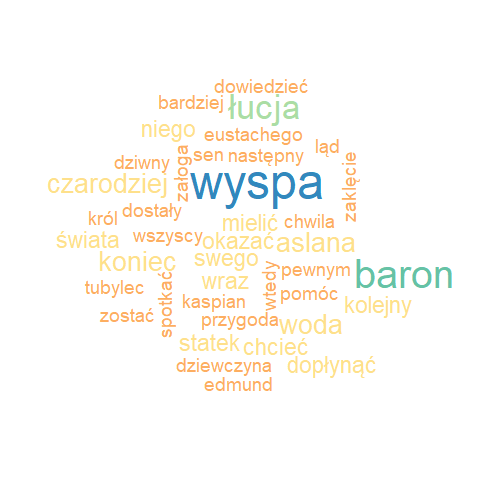 dowiedzieć
bardziej
łucja
niego
eustachego
ląd
sen
następny
dziwny
załoga
zaklęcie
czarodziej
wyspa
król
dostały
mielić
chwila
świata
wszyscy
okazać
aslana
koniec
swego
pewnym
baron
tubylec
spotkać
wraz
wtedy
kaspian
pomóc
kolejny
zostać
przygoda
woda
statek
chcieć
dziewczyna
dopłynąć
edmund